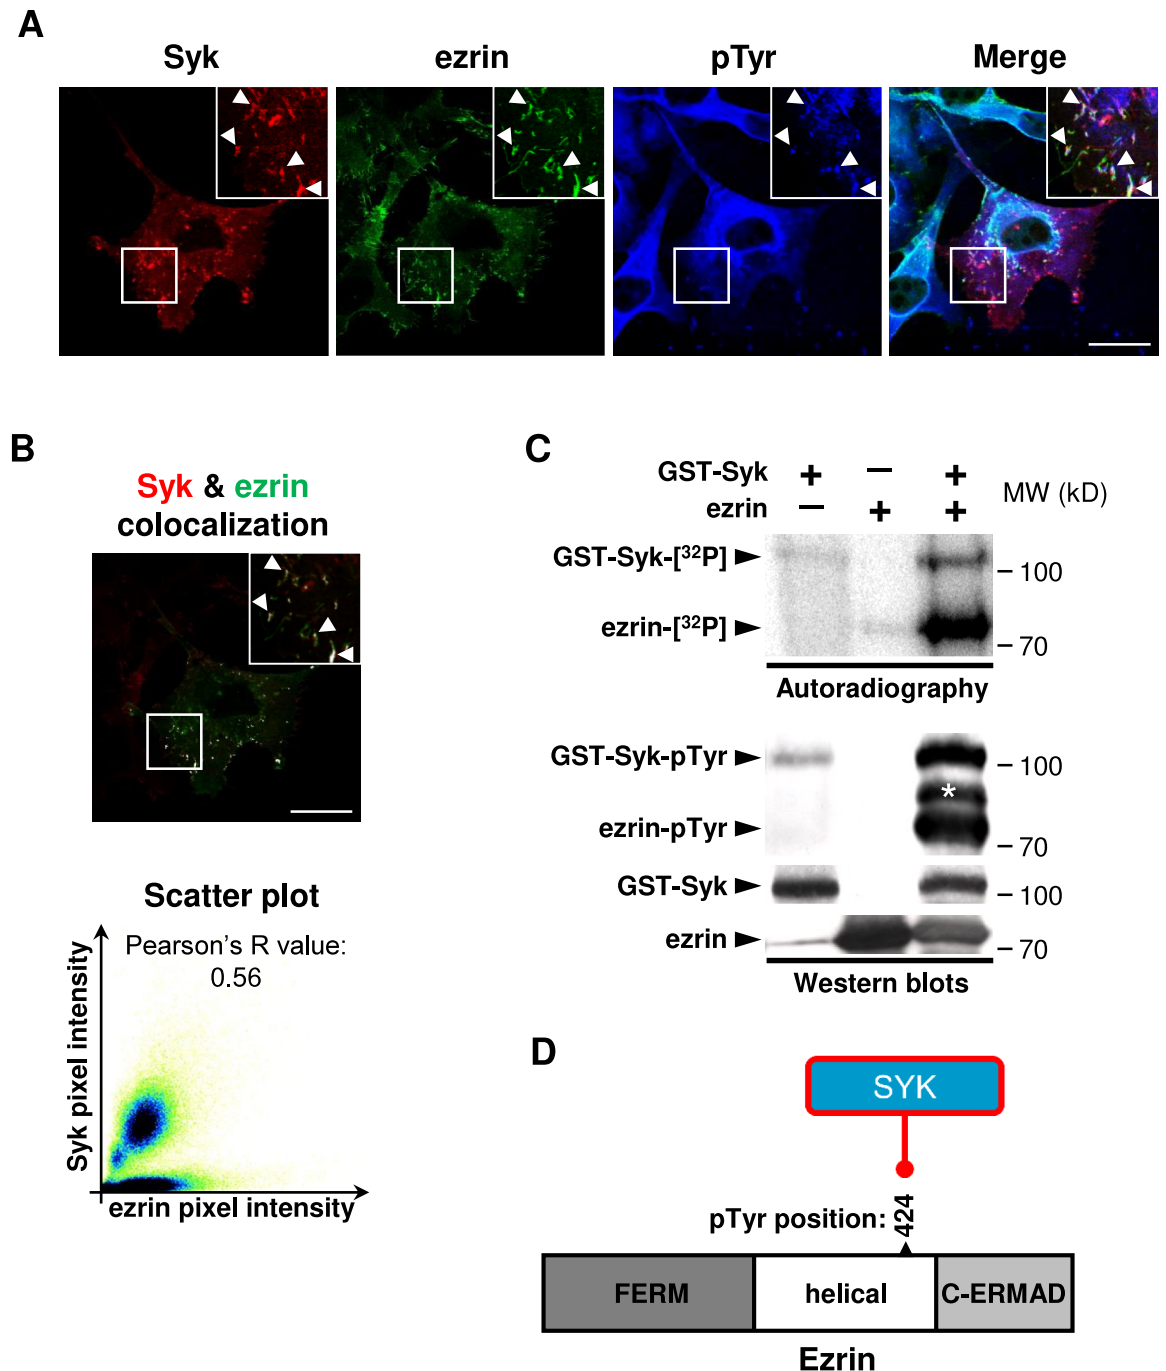 A
Syk ezrin pTyr Merge
B
Syk & ezrin
colocalization
Scatter plot
Pearson's R value:
0.56
Syk pixel intensity
ezrin pixel intensity
C
GST-Syk + − +
ezrin − + +
MW (kD)
GST-Syk-[³²P]
– 100
ezrin-[³²P]
– 70
Autoradiography
GST-Syk-pTyr
– 100
*
ezrin-pTyr
– 70
GST-Syk
– 100
ezrin
– 70
Western blots
D
SYK
pTyr position: 424
FERM helical C-ERMAD
Ezrin